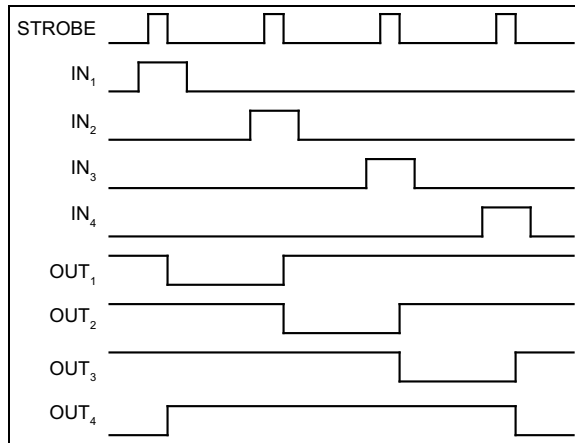 STROBE
IN₁
IN₂
IN₃
IN₄
OUT₁
OUT₂
OUT₃
OUT₄